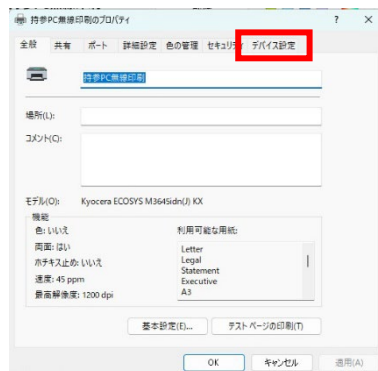 持参PC無線印刷のプロパティ ? ×
全般 共有 ポート 詳細設定 色の管理 セキュリティ デバイス設定
持参PC無線印刷
場所(L):
コメント(C):
モデル(O): Kyocera ECOSYS M3645idn(J) KX
機能
色: いいえ 利用可能な用紙:
両面: はい Letter
ホチキス止め: いいえ Legal
速度: 45 ppm Statement
最高解像度: 1200 dpi Executive
A3
基本設定(E)... テスト ページの印刷(T)
OK キャンセル 適用(A)